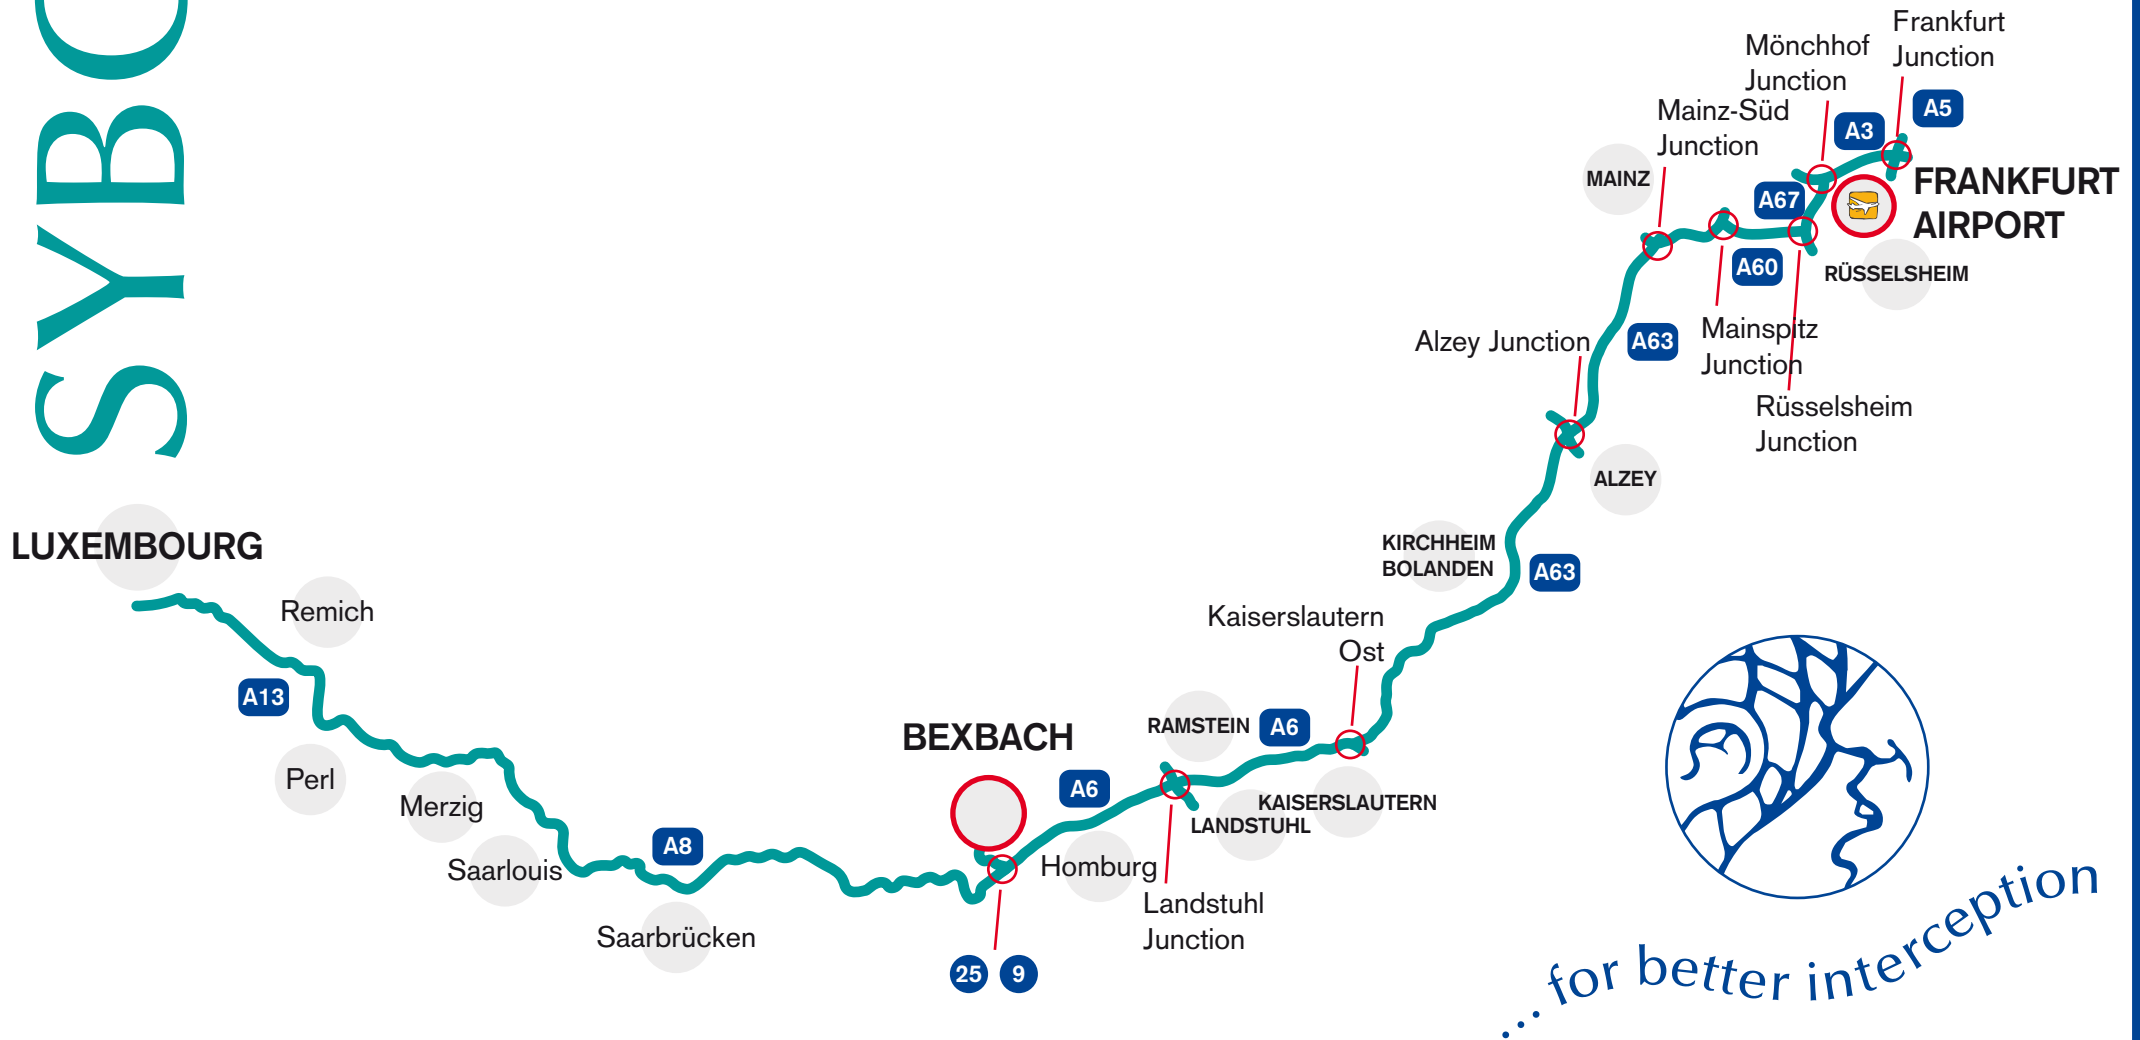 SYBC
Frankfurt
Junction
Mönchhof
Junction
A5
A3
Mainz-Süd
Junction
MAINZ
A67
FRANKFURT
AIRPORT
A60
RÜSSELSHEIM
Alzey Junction
A63
Mainspitz
Junction
Rüsselsheim
Junction
ALZEY
LUXEMBOURG
KIRCHHEIM
BOLANDEN
A63
Remich
Kaiserslautern
Ost
A13
RAMSTEIN
A6
BEXBACH
Perl
A6
Merzig
KAISERSLAUTERN
LANDSTUHL
A8
Saarlouis
Homburg
Landstuhl
Junction
Saarbrücken
25 9
... for better interception